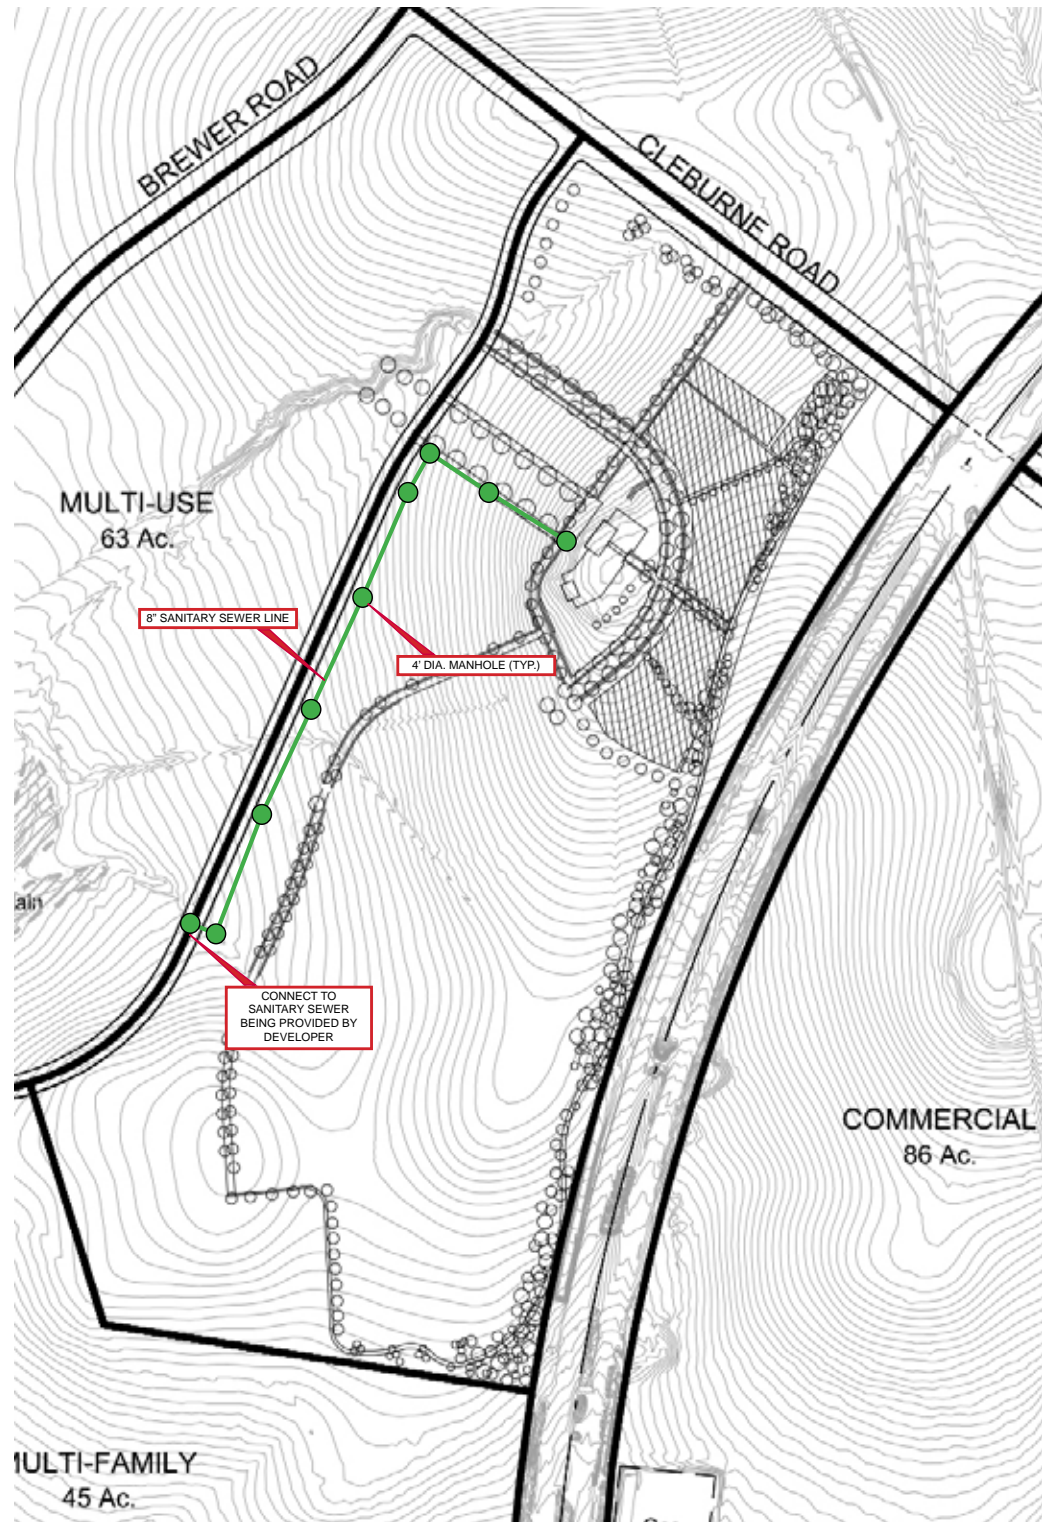 BREWER ROAD
CLEBURNE ROAD
MULTI-USE
63 Ac.
8" SANITARY SEWER LINE
4' DIA. MANHOLE (TYP.)
CONNECT TO
SANITARY SEWER
BEING PROVIDED BY
DEVELOPER
COMMERCIAL
86 Ac.
MULTI-FAMILY
45 Ac.